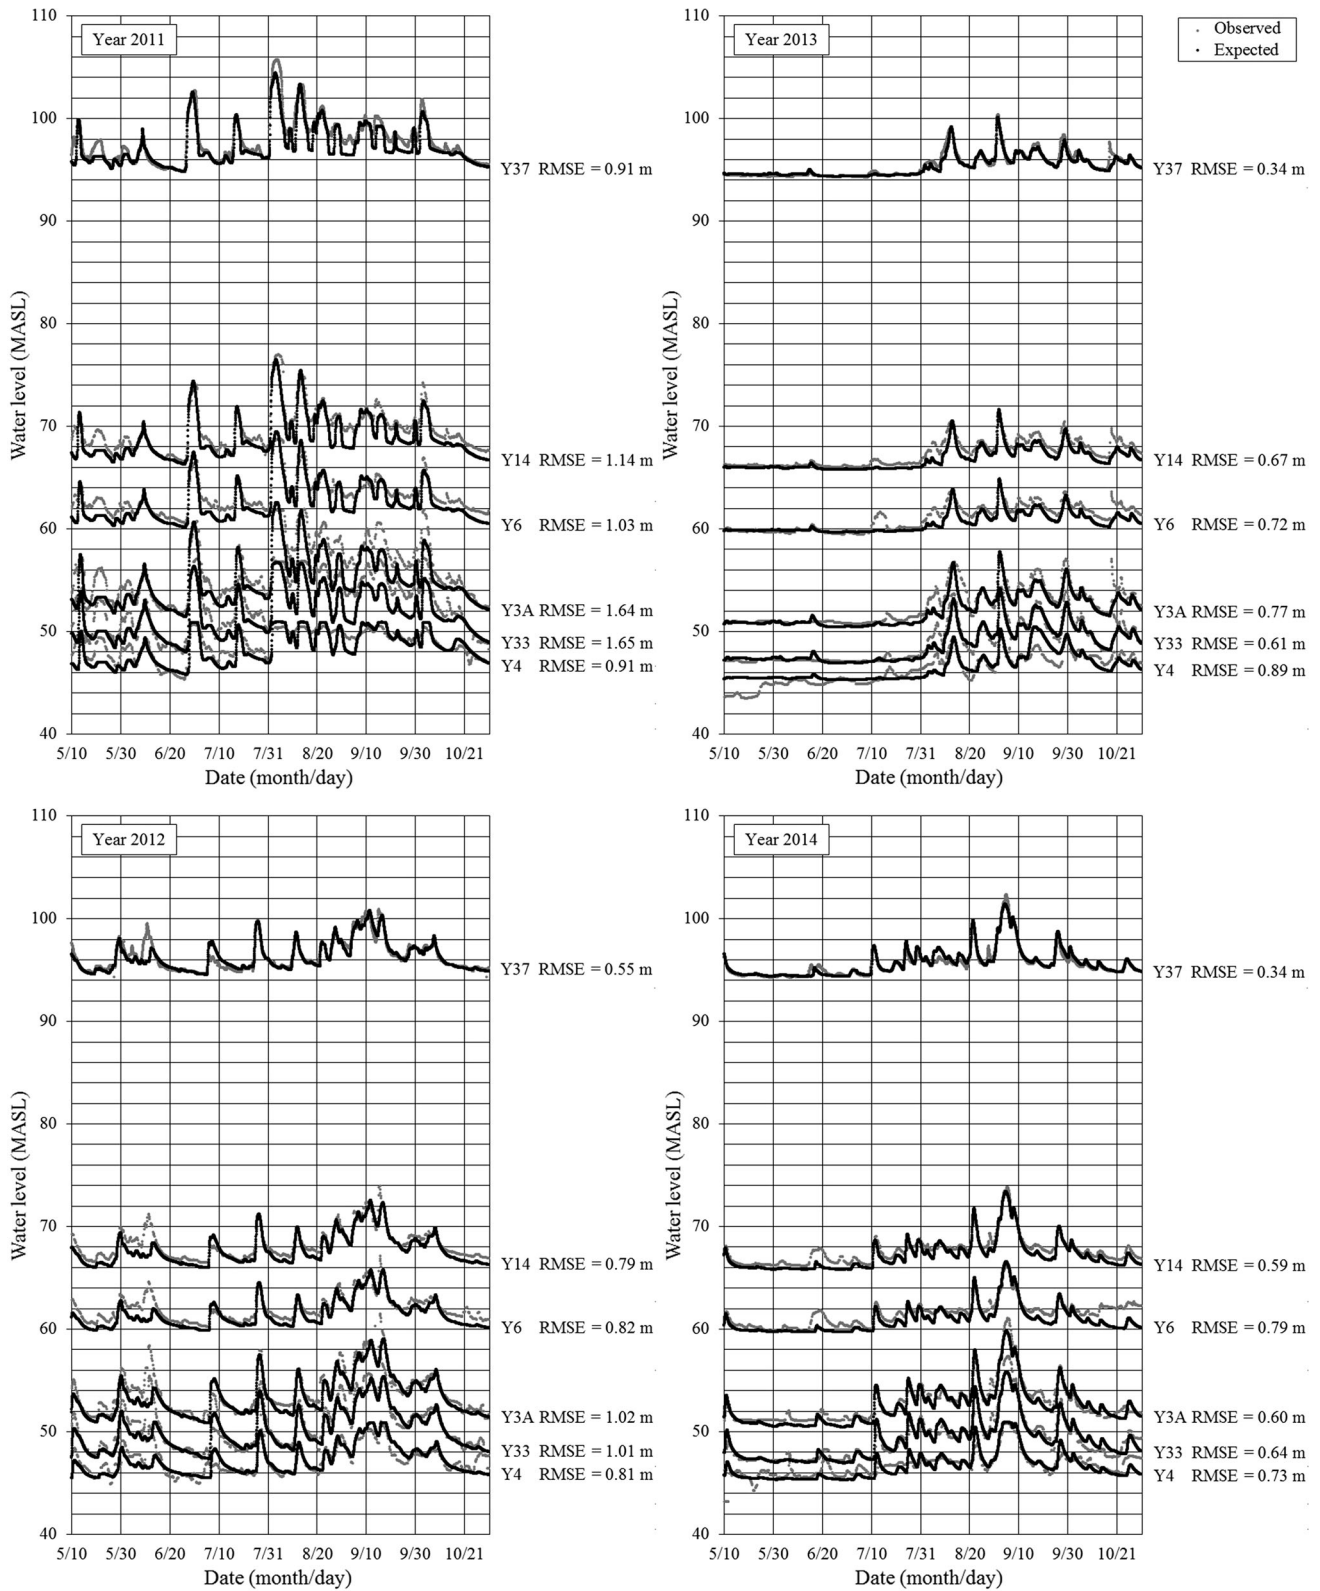 Year 2011
110
100
90
80
70
60
50
40
Water level (MASL)
5/10 5/30 6/20 7/10 7/31 8/20 9/10 9/30 10/21
Date (month/day)
Y37 RMSE = 0.91 m
Y14 RMSE = 1.14 m
Y6 RMSE = 1.03 m
Y3A RMSE = 1.64 m
Y33 RMSE = 1.65 m
Y4 RMSE = 0.91 m
Year 2013
110
100
90
80
70
60
50
40
Water level (MASL)
5/10 5/30 6/20 7/10 7/31 8/20 9/10 9/30 10/21
Date (month/day)
Y37 RMSE = 0.34 m
Y14 RMSE = 0.67 m
Y6 RMSE = 0.72 m
Y3A RMSE = 0.77 m
Y33 RMSE = 0.61 m
Y4 RMSE = 0.89 m
Observed
Expected
Year 2012
110
100
90
80
70
60
50
40
Water level (MASL)
5/10 5/30 6/20 7/10 7/31 8/20 9/10 9/30 10/21
Date (month/day)
Y37 RMSE = 0.55 m
Y14 RMSE = 0.79 m
Y6 RMSE = 0.82 m
Y3A RMSE = 1.02 m
Y33 RMSE = 1.01 m
Y4 RMSE = 0.81 m
Year 2014
110
100
90
80
70
60
50
40
Water level (MASL)
5/10 5/30 6/20 7/10 7/31 8/20 9/10 9/30 10/21
Date (month/day)
Y37 RMSE = 0.34 m
Y14 RMSE = 0.59 m
Y6 RMSE = 0.79 m
Y3A RMSE = 0.60 m
Y33 RMSE = 0.64 m
Y4 RMSE = 0.73 m